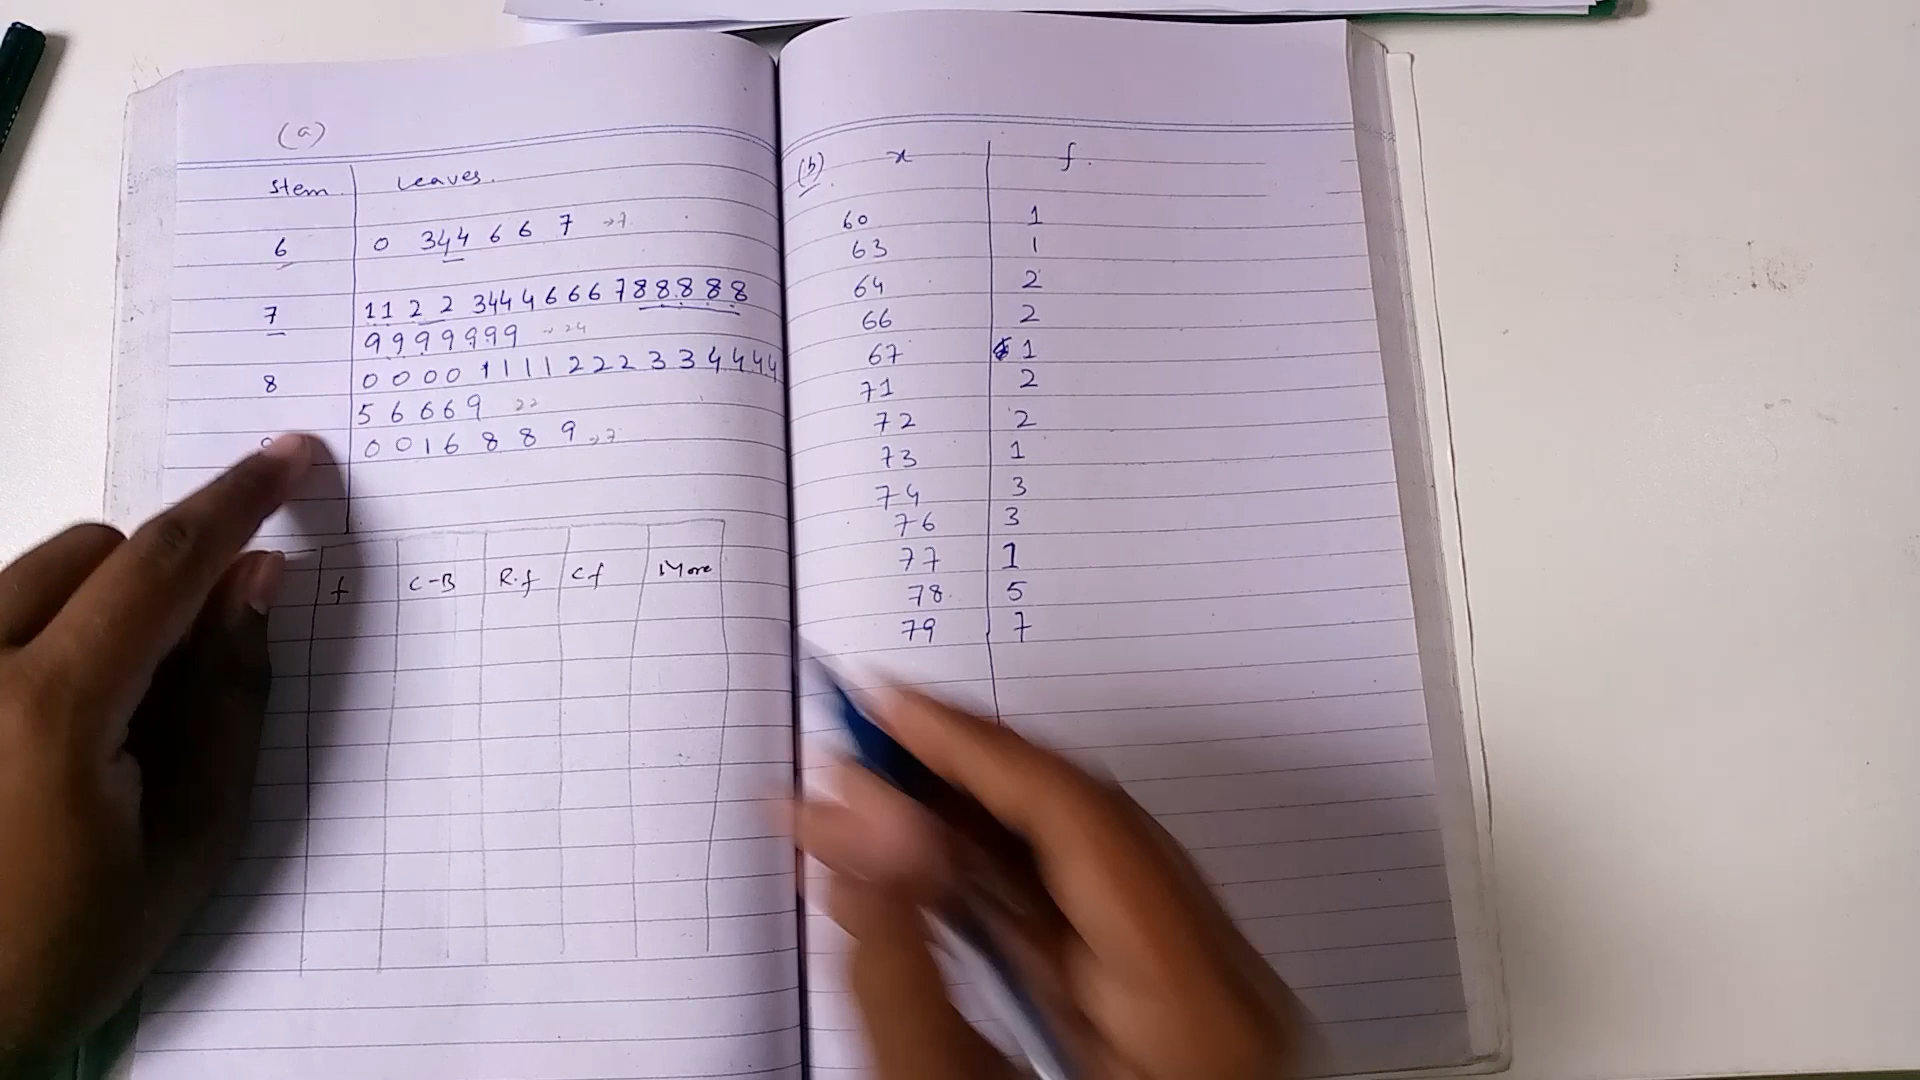 (a)
Stem Leaves.
6 0 3 4 4 6 6 7 →7
7 1 1 2 2 3 4 4 4 6 6 6 7 8 8 8 8 8
9 9 9 9 9 9 9 → 24
8 0 0 0 0 1 1 1 1 2 2 2 3 3 4 4 4 4
5 6 6 6 9 22
0 0 1 6 8 8 9 →7
f C-B R.f Cf More
(b) x f.
60 1
63 1
64 2
66 2
67 1
71 2
72 2
73 1
74 3
76 3
77 1
78 5
79 7